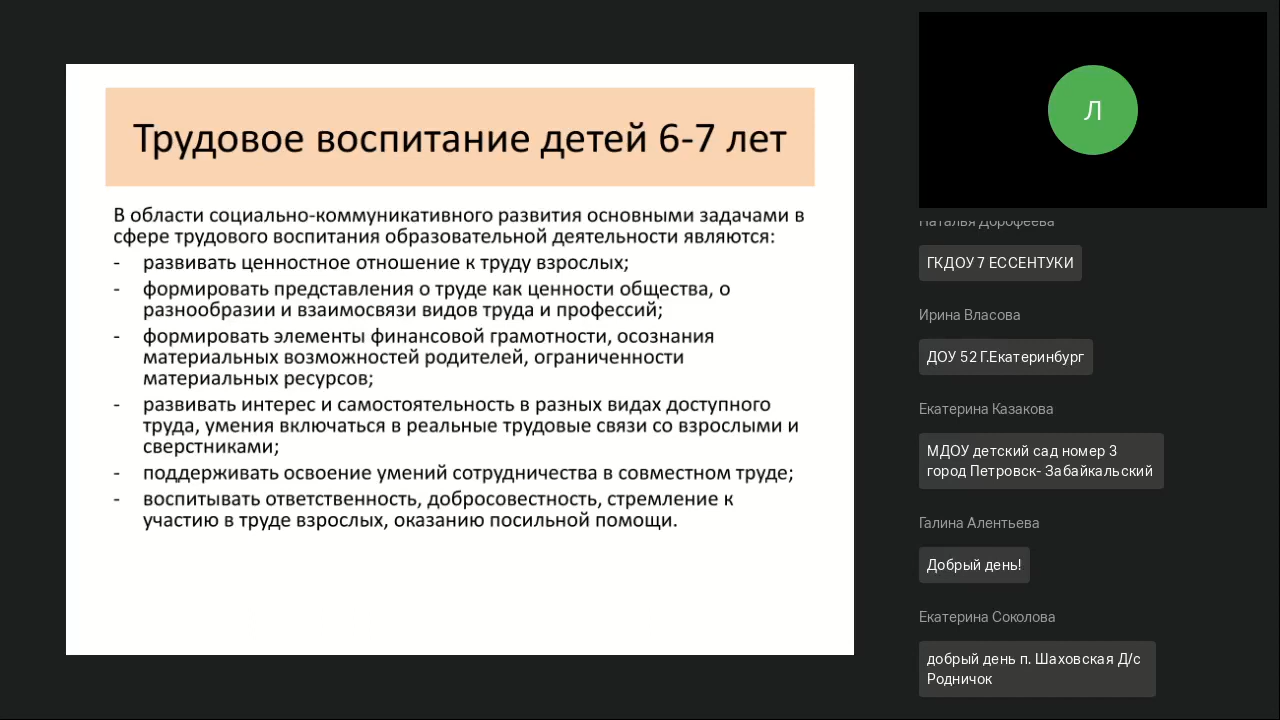 Трудовое воспитание детей 6-7 лет
В области социально-коммуникативного развития основными задачами в
сфере трудового воспитания образовательной деятельности являются:
- развивать ценностное отношение к труду взрослых;
- формировать представления о труде как ценности общества, о
разнообразии и взаимосвязи видов труда и профессий;
- формировать элементы финансовой грамотности, осознания
материальных возможностей родителей, ограниченности
материальных ресурсов;
- развивать интерес и самостоятельность в разных видах доступного
труда, умения включаться в реальные трудовые связи со взрослыми и
сверстниками;
- поддерживать освоение умений сотрудничества в совместном труде;
- воспитывать ответственность, добросовестность, стремление к
участию в труде взрослых, оказанию посильной помощи.
Л
Наталья Дорофеева
ГКДОУ 7 ЕССЕНТУКИ
Ирина Власова
ДОУ 52 Г.Екатеринбург
Екатерина Казакова
МДОУ детский сад номер 3
город Петровск- Забайкальский
Галина Алентьева
Добрый день!
Екатерина Соколова
добрый день п. Шаховская Д/с
Родничок